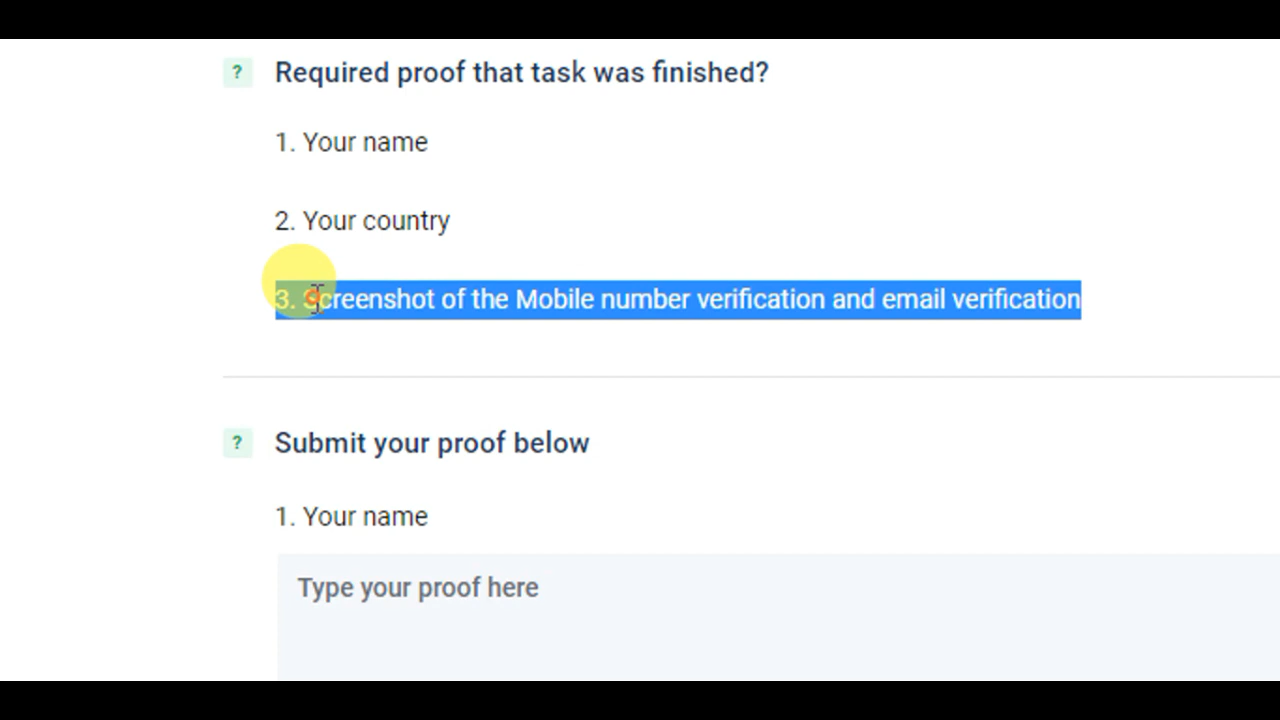 ? Required proof that task was finished?
1. Your name
2. Your country
3. Screenshot of the Mobile number verification and email verification
? Submit your proof below
1. Your name
Type your proof here